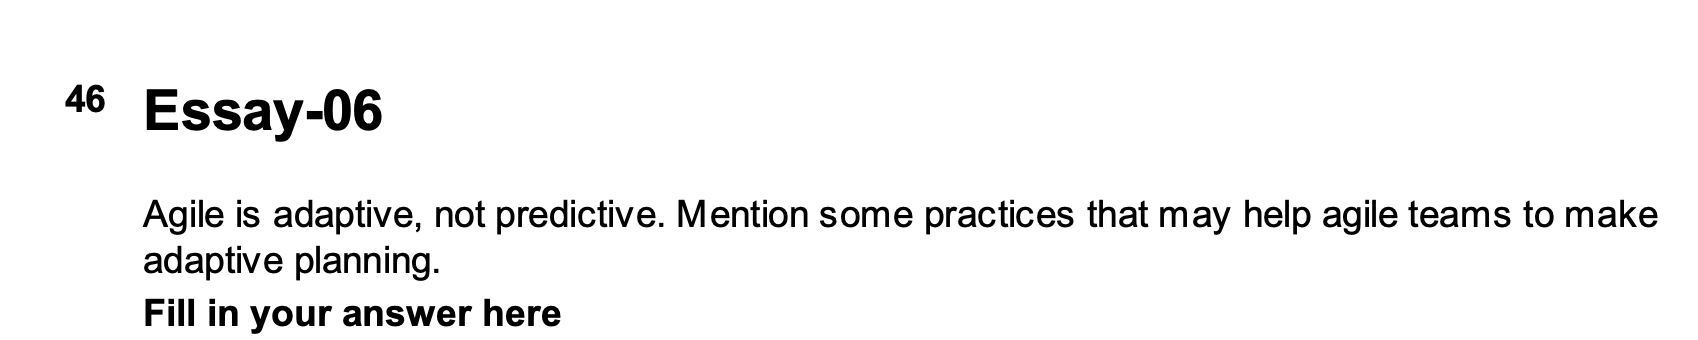 46 Essay-06
Agile is adaptive, not predictive. Mention some practices that may help agile teams to make
adaptive planning.
Fill in your answer here